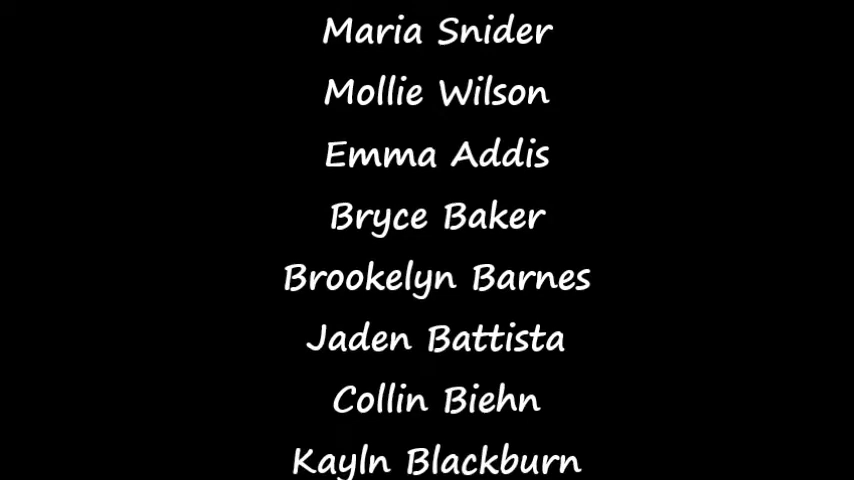 Maria Snider
Mollie Wilson
Emma Addis
Bryce Baker
Brookelyn Barnes
Jaden Battista
Collin Biehn
Kayln Blackburn